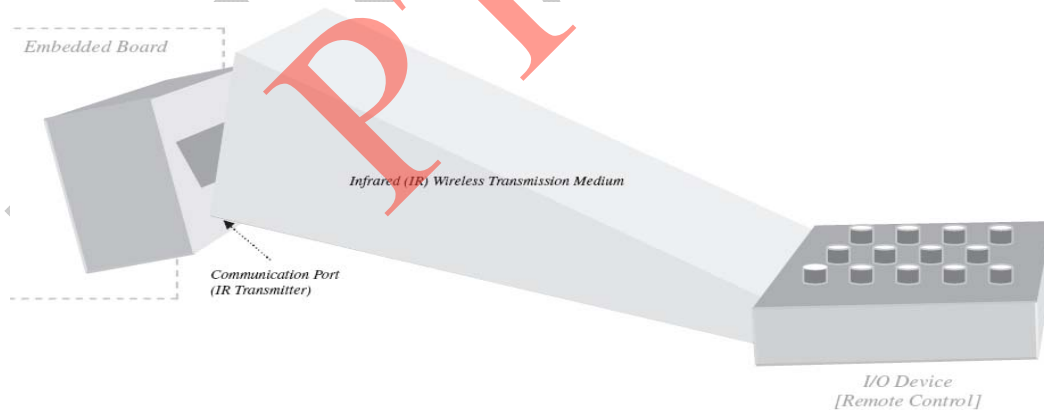 Embedded Board
Infrared (IR) Wireless Transmission Medium
Communication Port
(IR Transmitter)
I/O Device
[Remote Control]